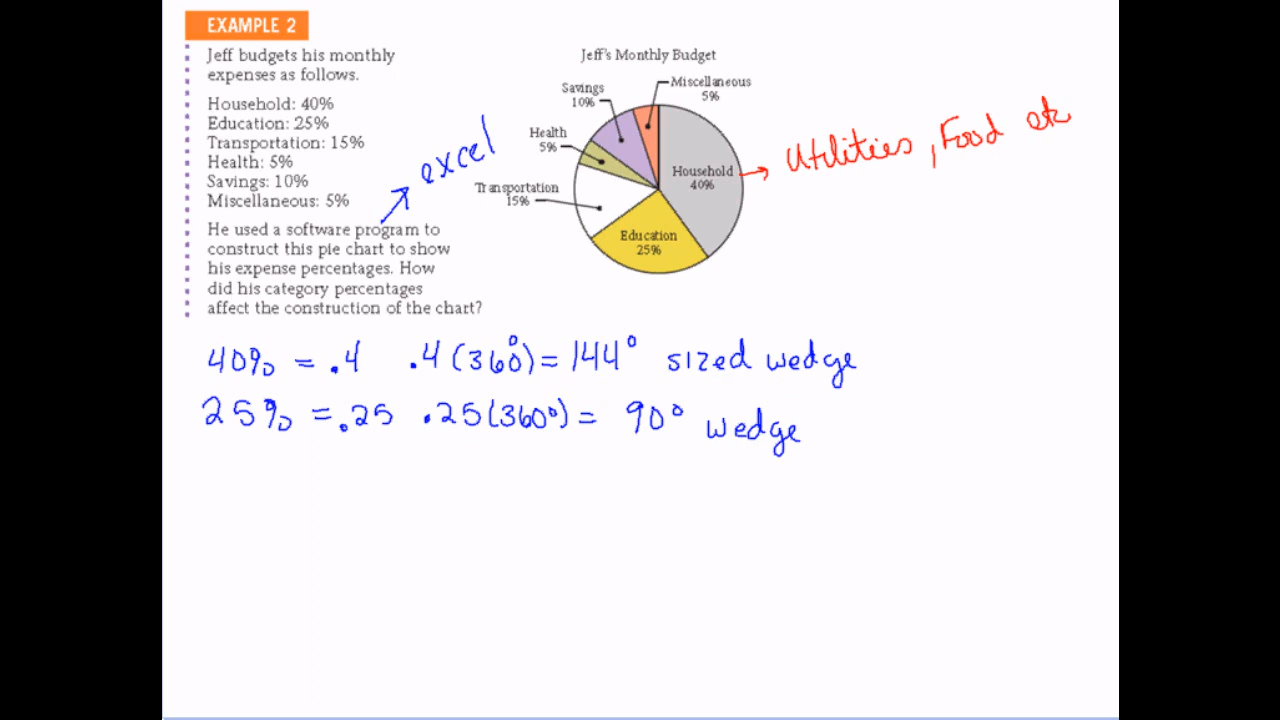 EXAMPLE 2
Jeff budgets his monthly
expenses as follows.
Household: 40%
Education: 25%
Transportation: 15%
Health: 5%
Savings: 10%
Miscellaneous: 5%
He used a software program to
construct this pie chart to show
his expense percentages. How
did his category percentages
affect the construction of the chart?
excel
Jeff's Monthly Budget
Miscellaneous
5%
Savings
10%
Health
5%
Transportation
15%
Household
40%
Education
25%
Utilities, Food etc
40% = .4 .4(360°) = 144° sized wedge
25% = .25 .25(360°) = 90° wedge